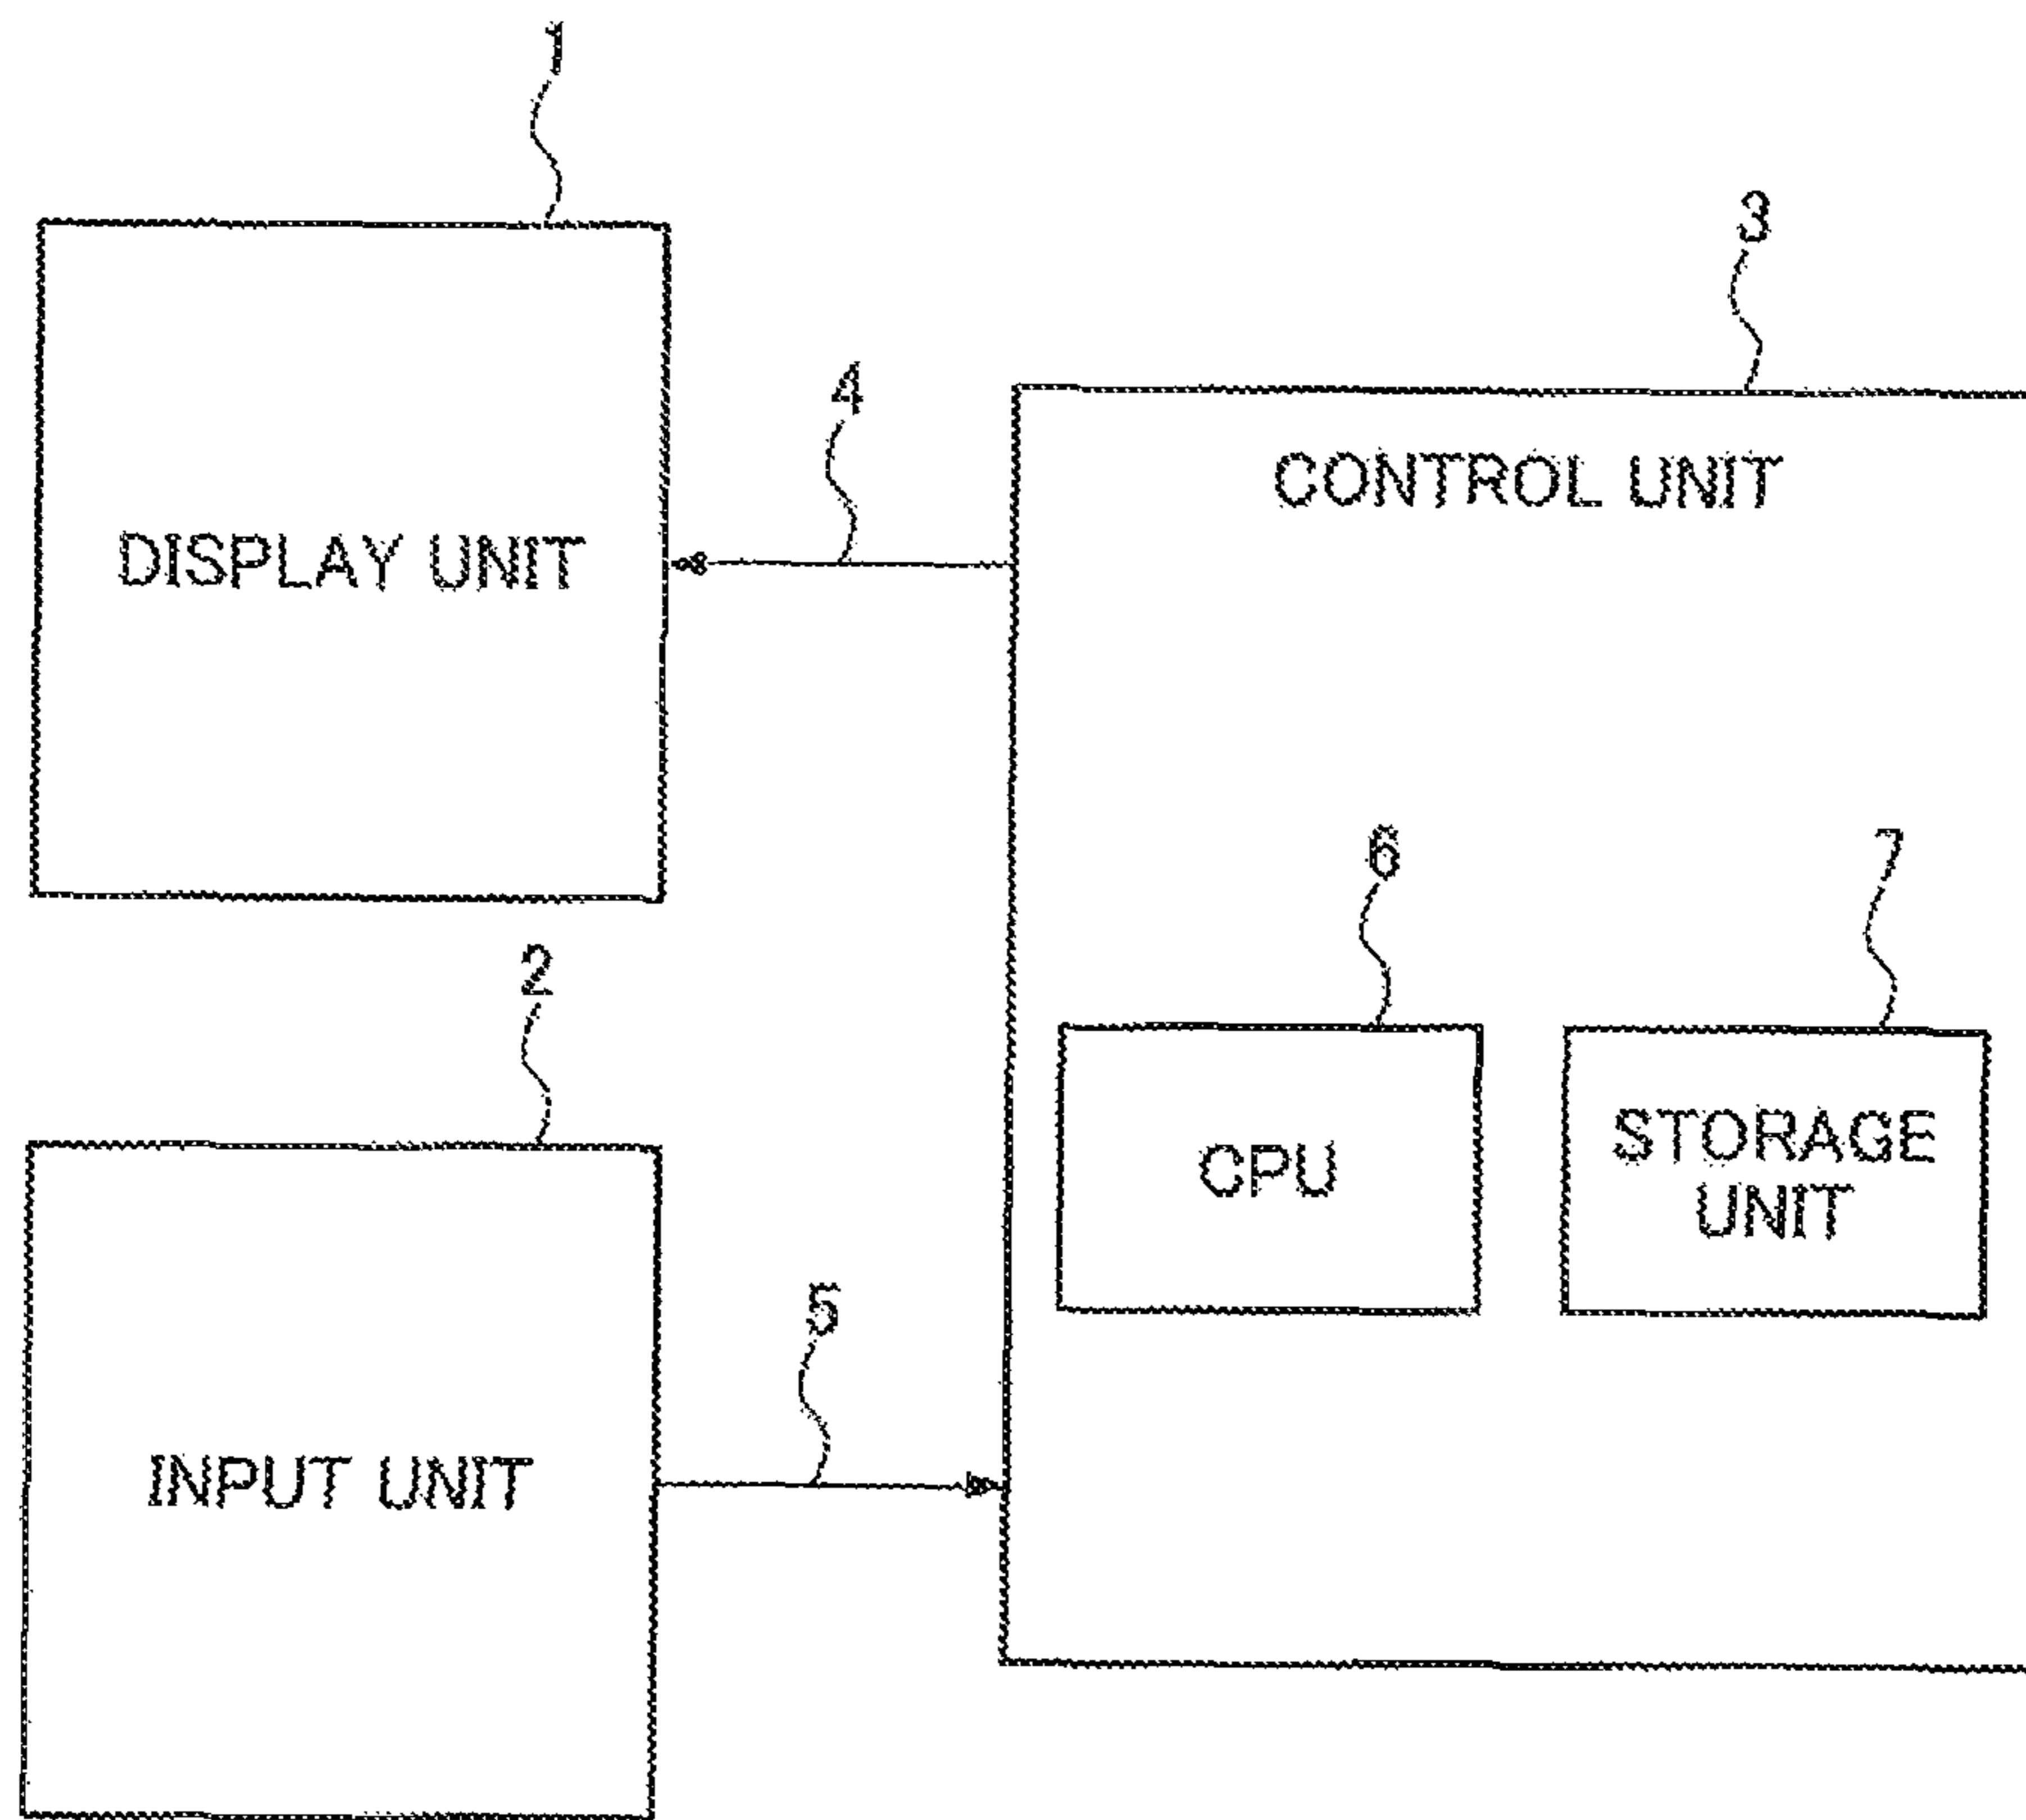 1
3
4
CONTROL UNIT
DISPLAY UNIT
6
7
2
CPU
STORAGE
UNIT
5
INPUT UNIT